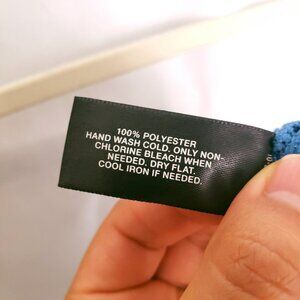 100% POLYESTER
HAND WASH COLD. ONLY NON-
CHLORINE BLEACH WHEN
NEEDED. DRY FLAT.
COOL IRON IF NEEDED.